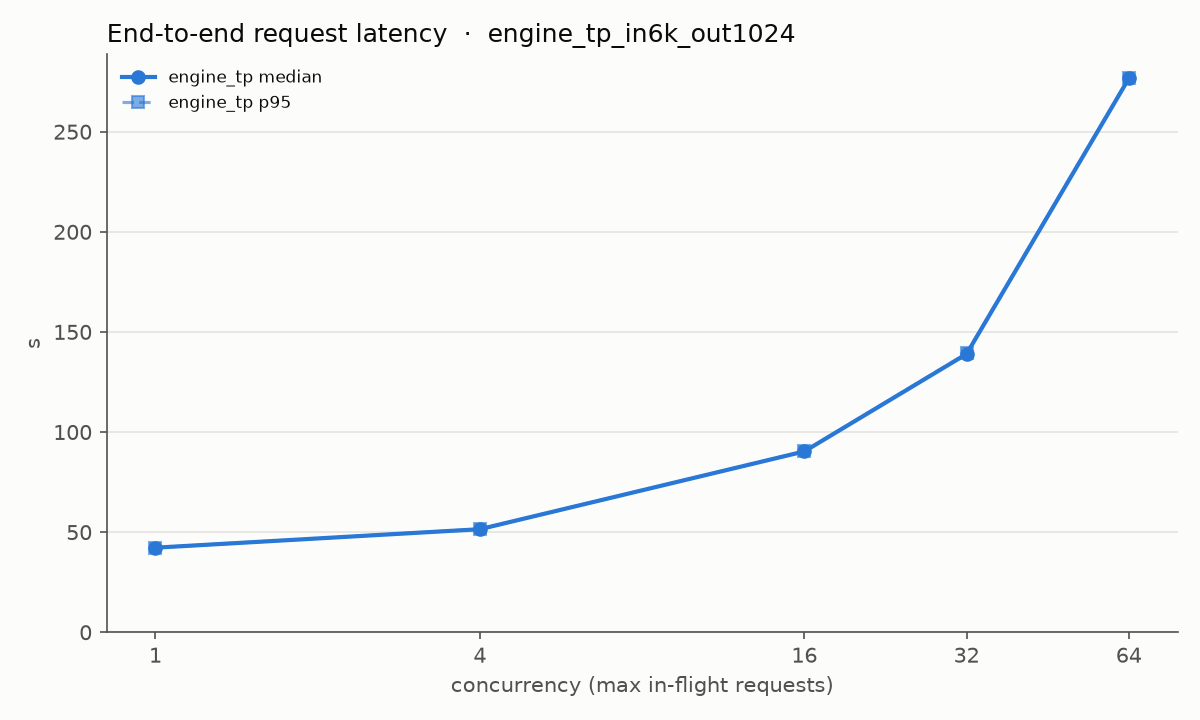 End-to-end request latency  ·  engine_tp_in6k_out1024
engine_tp median
engine_tp p95
250
200
150
100
50
0
s
1 4 16 32 64
concurrency (max in-flight requests)